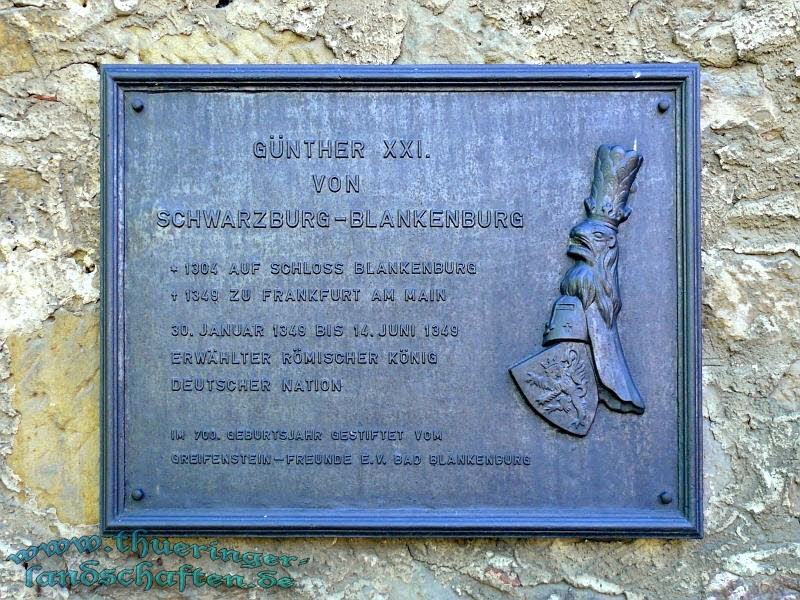 GÜNTHER XXI.
VON
SCHWARZBURG-BLANKENBURG
* 1304 AUF SCHLOSS BLANKENBURG
† 1349 ZU FRANKFURT AM MAIN
30. JANUAR 1349 BIS 14. JUNI 1349
ERWÄHLTER RÖMISCHER KÖNIG
DEUTSCHER NATION
IM 700. GEBURTSJAHR GESTIFTET VOM
GREIFENSTEIN-FREUNDE E.V. BAD BLANKENBURG
www.thueringer-
landschaften.de